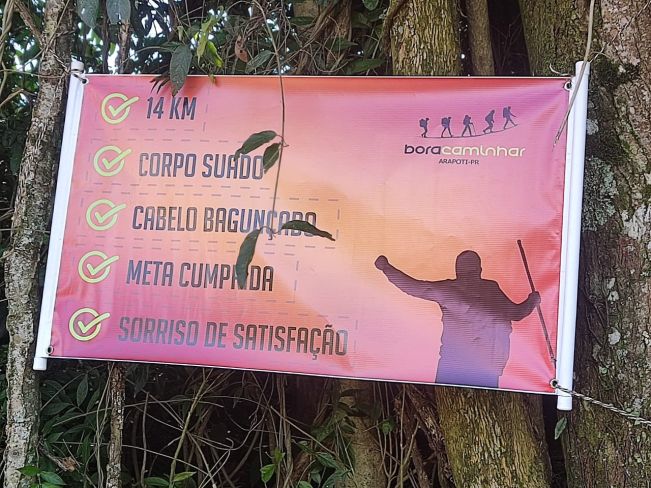 14 KM
CORPO SUADO
CABELO BAGUNÇADO
META CUMPRIDA
SORRISO DE SATISFAÇÃO
boracaminhar
ARAPOTI-PR